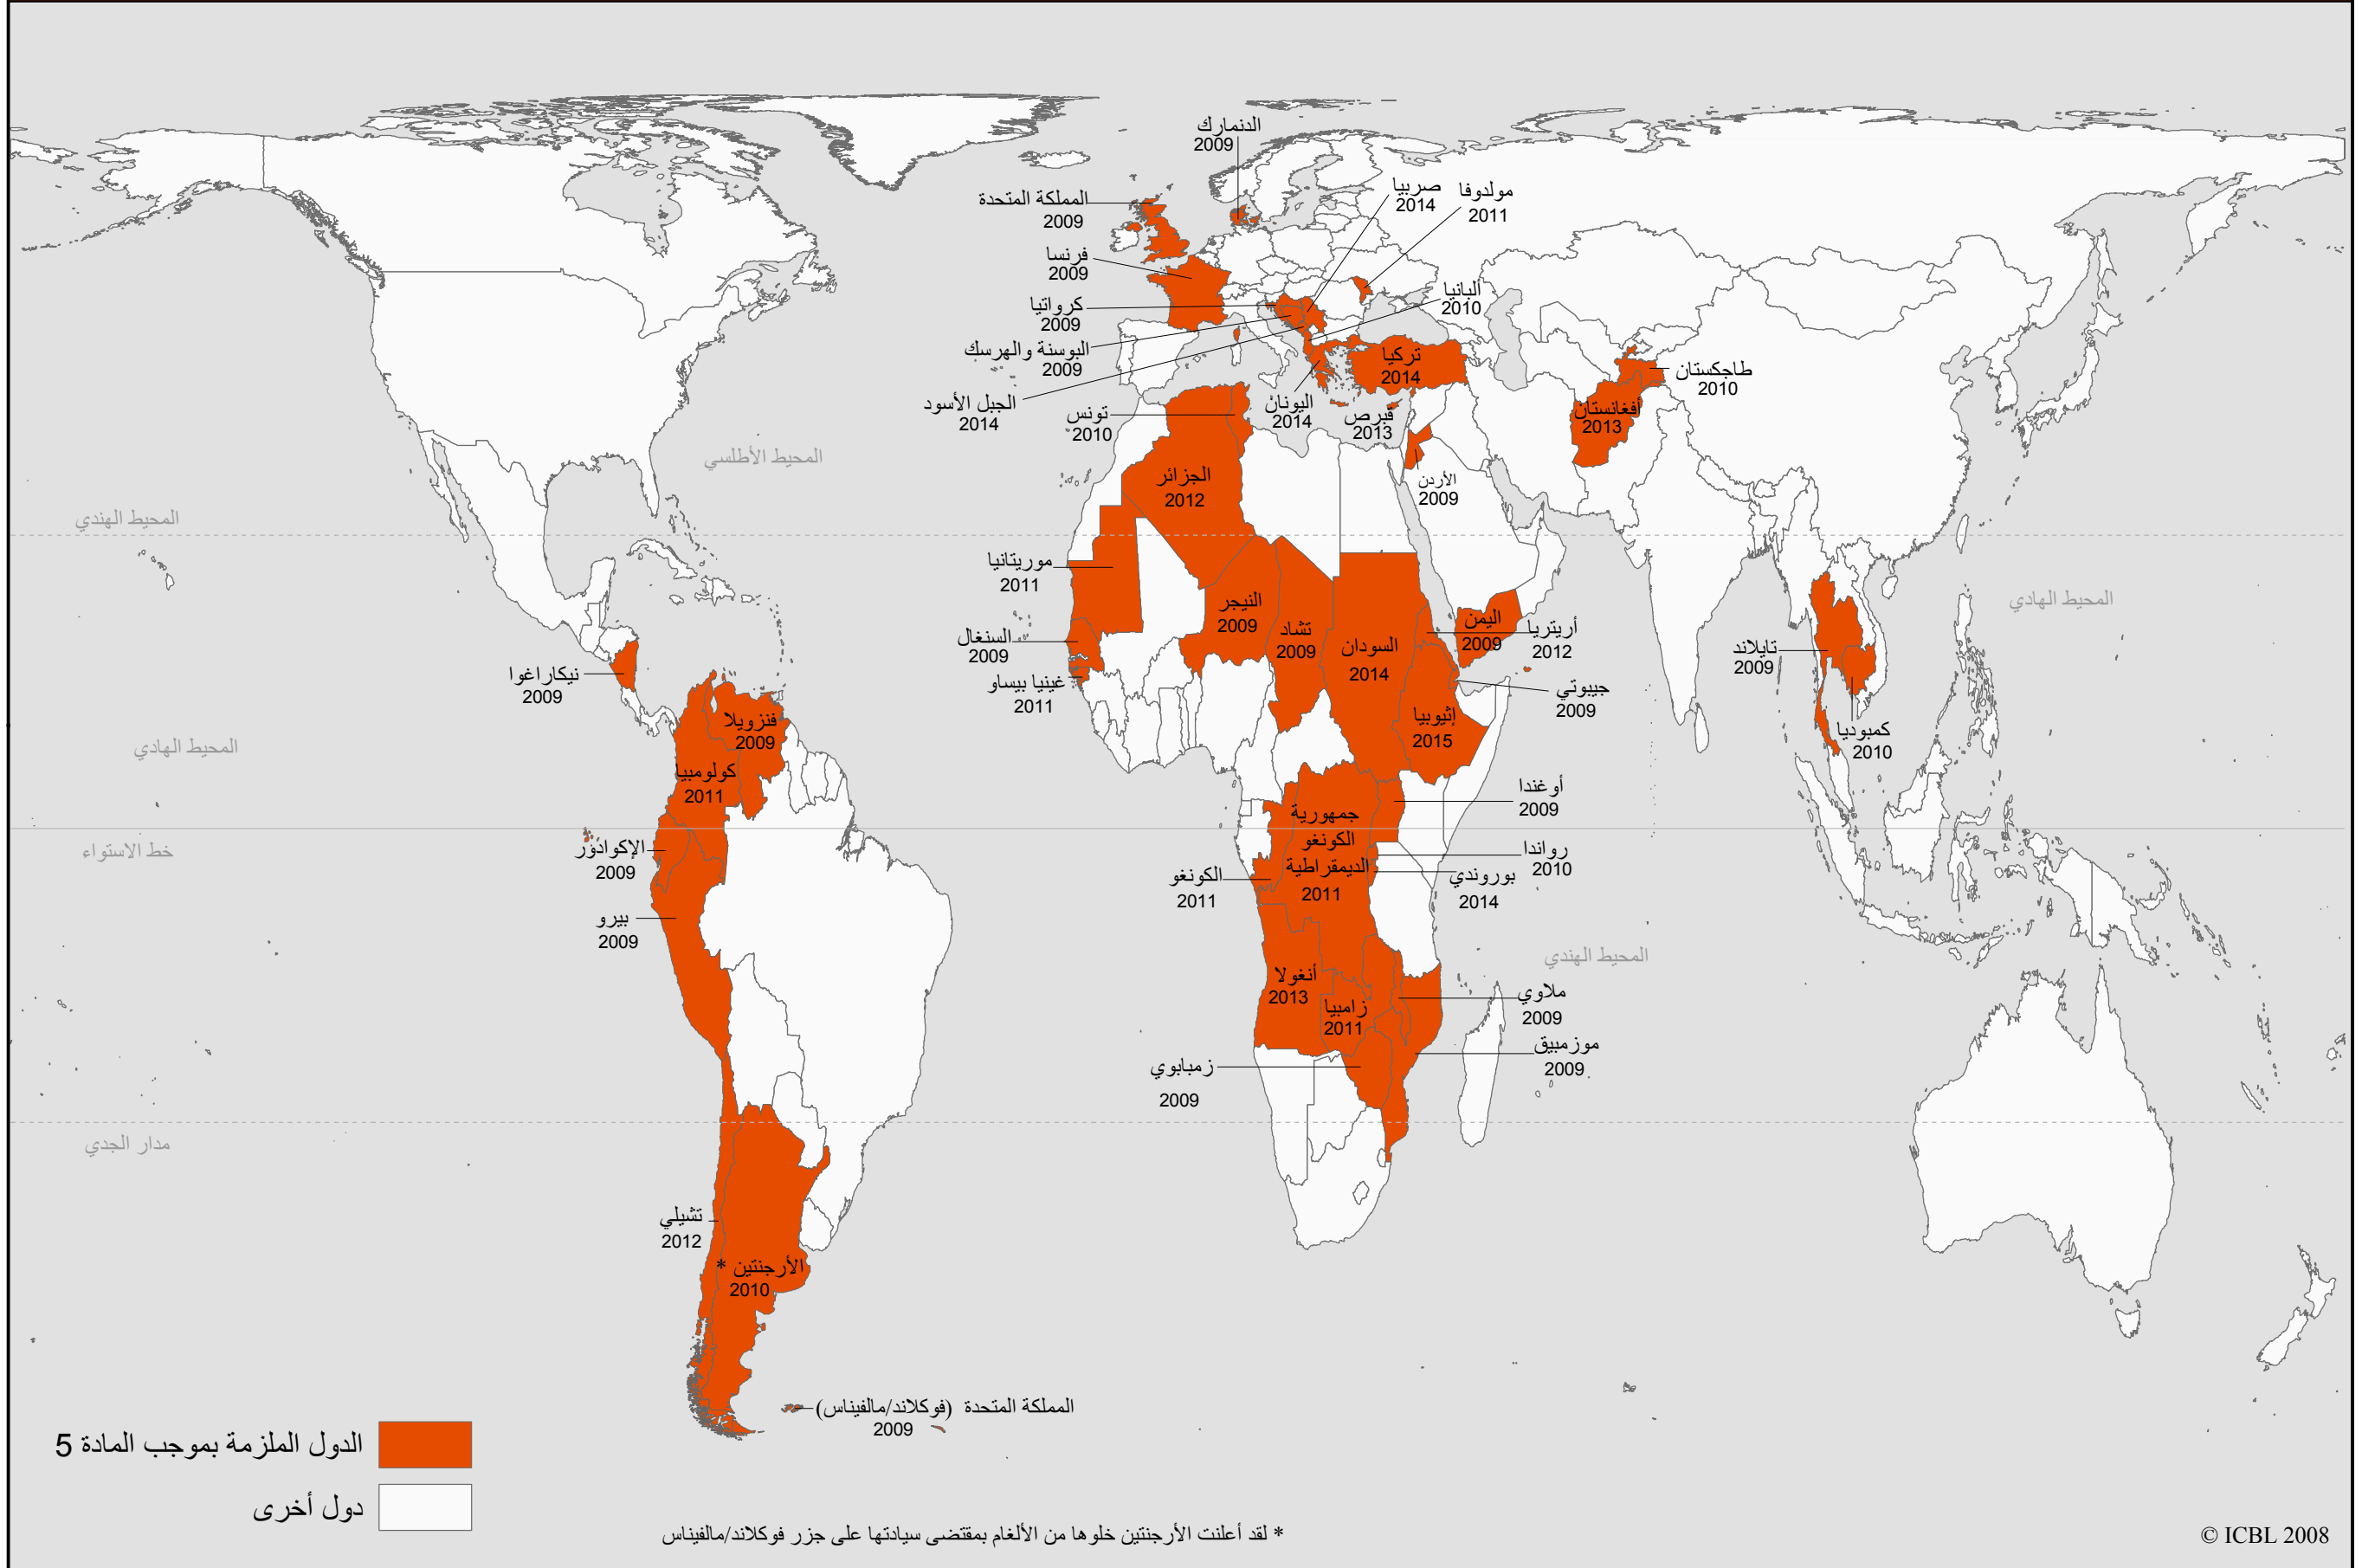 الدنمارك
2009
المملكة المتحدة
2009
صربيا
2014
مولدوفا
2011
فرنسا
2009
كرواتيا
2009
ألبانيا
2010
البوسنة والهرسك
2009
الجبل الأسود
2014
تركيا
2014
اليونان
2014
قبرص
2013
طاجكستان
2010
أفغانستان
2013
تونس
2010
الأردن
2009
الجزائر
2012
المحيط الأطلسي
المحيط الهندي
موريتانيا
2011
النيجر
2009
تشاد
2009
السودان
2014
اليمن
2009
أريتريا
2012
جيبوتي
2009
السنغال
2009
غينيا بيساو
2011
إثيوبيا
2015
نيكاراغوا
2009
فنزويلا
2009
كولومبيا
2011
المحيط الهادي
المحيط الهادي
تايلاند
2009
كمبوديا
2010
خط الاستواء
الإكوادور
2009
بيرو
2009
أوغندا
2009
جمهورية
الكونغو
الديمقراطية
2011
رواندا
2010
بوروندي
2014
الكونغو
2011
المحيط الهندي
أنغولا
2013
زامبيا
2011
ملاوي
2009
موزمبيق
2009
زمبابوي
2009
مدار الجدي
تشيلي
2012
الأرجنتين *
2010
المملكة المتحدة (فوكلاند/مالفيناس)
2009
الدول الملزمة بموجب المادة 5
دول أخرى
* لقد أعلنت الأرجنتين خلوها من الألغام بمقتضى سيادتها على جزر فوكلاند/مالفيناس
© ICBL 2008